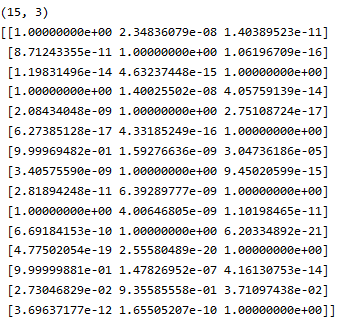 (15, 3)
[[1.00000000e+00 2.34836079e-08 1.40389523e-11]
[8.71243355e-11 1.00000000e+00 1.06196709e-16]
[1.19831496e-14 4.63237448e-15 1.00000000e+00]
[1.00000000e+00 1.40025502e-08 4.05759139e-14]
[2.08434048e-09 1.00000000e+00 2.75108724e-17]
[6.27385128e-17 4.33185249e-16 1.00000000e+00]
[9.99969482e-01 1.59276636e-09 3.04736186e-05]
[3.40575590e-09 1.00000000e+00 9.45020599e-15]
[2.81894248e-11 6.39289777e-09 1.00000000e+00]
[1.00000000e+00 4.00646805e-09 1.10198465e-11]
[6.69184153e-10 1.00000000e+00 6.20334892e-21]
[4.77502054e-19 2.55580489e-20 1.00000000e+00]
[9.99999881e-01 1.47826952e-07 4.16130753e-14]
[2.73046829e-02 9.35585558e-01 3.71097438e-02]
[3.69637177e-12 1.65505207e-10 1.00000000e+00]]